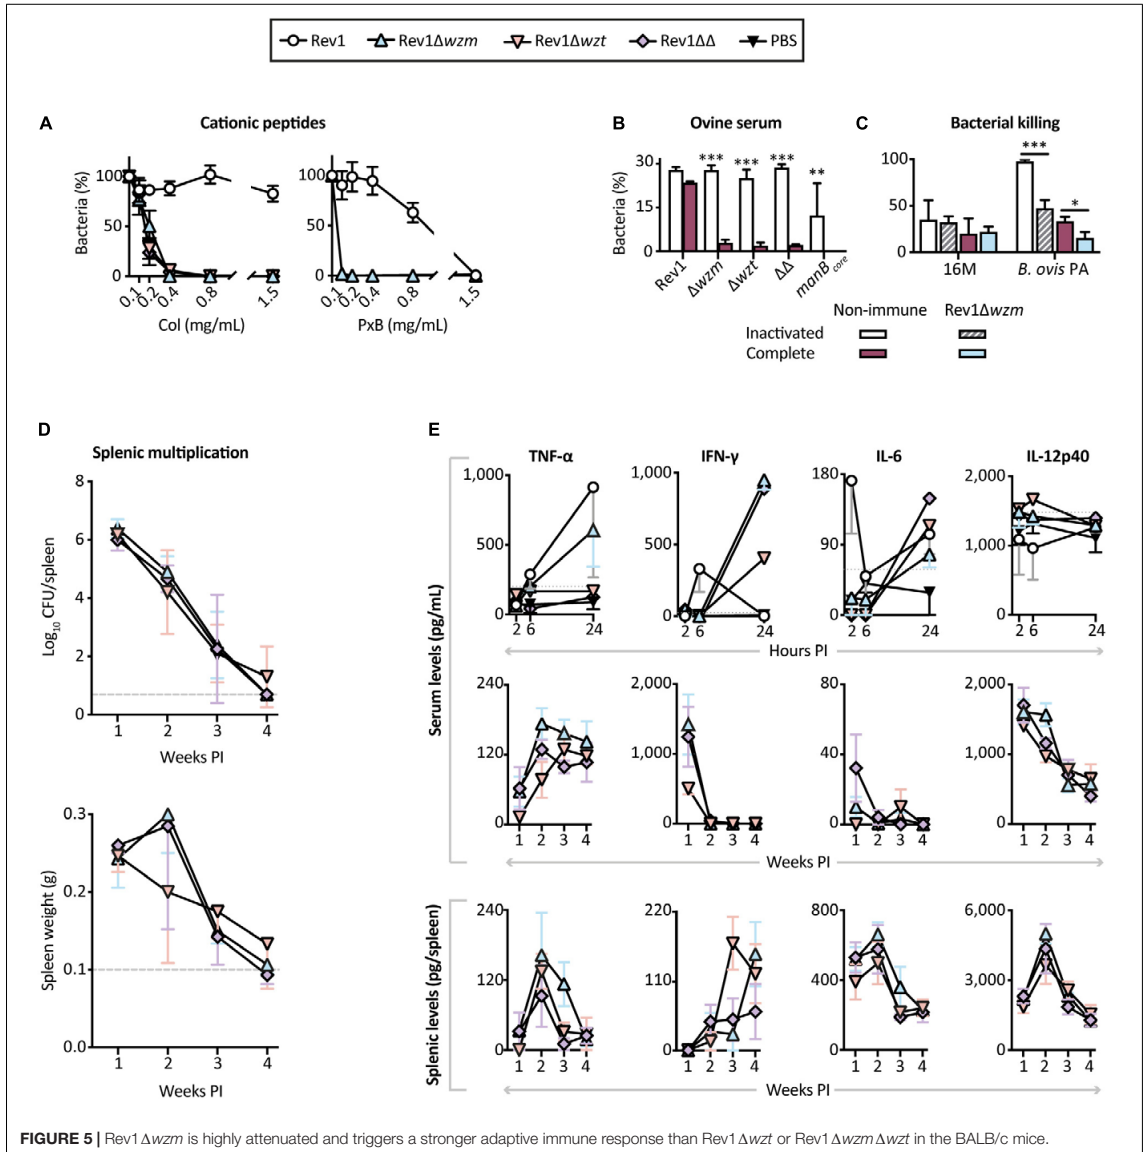 Rev1 Rev1Δwzm Rev1Δwzt Rev1ΔΔ PBS
A Cationic peptides
Bacteria (%)
100
50
0
0.1 0.2 0.4 0.8 1.5
Col (mg/mL)
100
50
0
0.1 0.2 0.4 0.8 1.5
PxB (mg/mL)
B Ovine serum
Bacteria (%)
30
15
0
*** *** *** **
Rev1 Δwzm Δwzt ΔΔ manBcore
C Bacterial killing
100
50
0
*** *
16M B. ovis PA
Non-immune Rev1Δwzm
Inactivated
Complete
D
Splenic multiplication
Log10 CFU/spleen
8
6
4
2
0
1 2 3 4
Weeks PI
Spleen weight (g)
0.3
0.2
0.1
0.0
1 2 3 4
Weeks PI
E
TNF-α IFN-γ IL-6 IL-12p40
Serum levels (pg/mL)
1,000
500
0
2 6 24
1,000
500
0
2 6 24
180
90
0
2 6 24
2,000
1,000
0
2 6 24
Hours PI
240
120
0
1 2 3 4
2,000
1,000
0
1 2 3 4
80
40
0
1 2 3 4
2,000
1,000
0
1 2 3 4
Weeks PI
Splenic levels (pg/spleen)
240
120
0
1 2 3 4
220
110
0
1 2 3 4
800
400
0
1 2 3 4
6,000
3,000
0
1 2 3 4
Weeks PI
FIGURE 5 | Rev1Δwzm is highly attenuated and triggers a stronger adaptive immune response than Rev1Δwzt or Rev1ΔwzmΔwzt in the BALB/c mice.